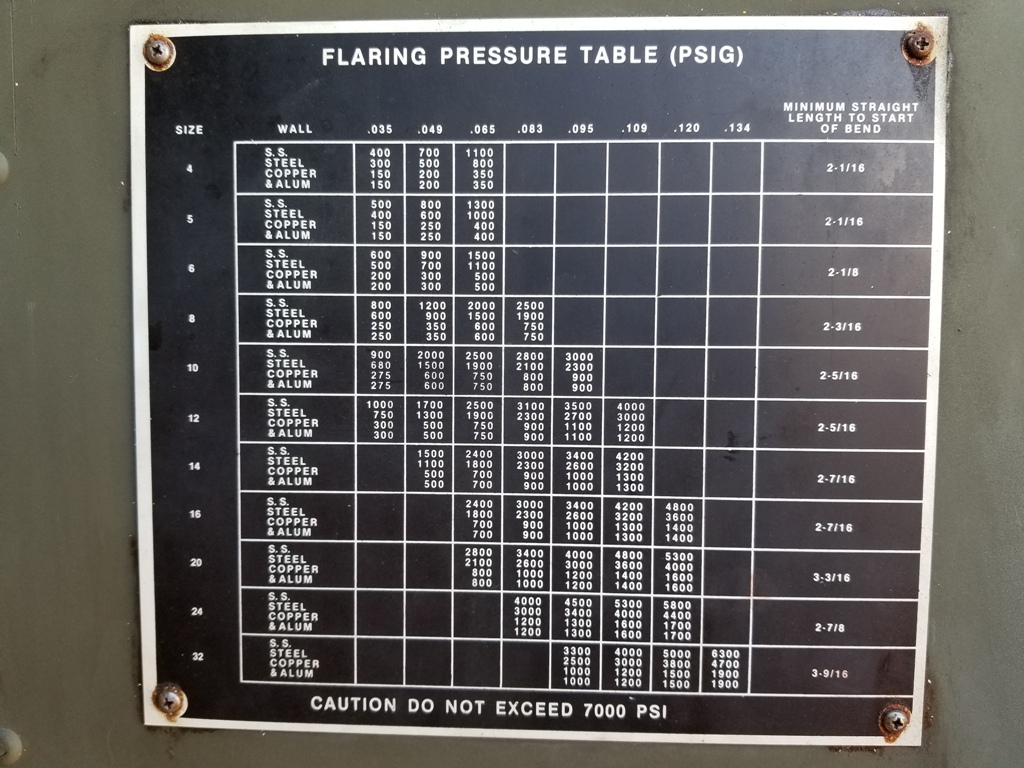 FLARING PRESSURE TABLE (PSIG)
SIZE WALL .035 .049 .065 .083 .095 .109 .120 .134 MINIMUM STRAIGHT
LENGTH TO START
OF BEND
4 S.S. 400 700 1100 2-1/16
STEEL 300 500 800
COPPER 150 200 350
& ALUM 150 200 350
5 S.S. 500 800 1300 2-1/16
STEEL 400 600 1000
COPPER 150 250 400
& ALUM 150 250 400
6 S.S. 600 900 1500 2-1/8
STEEL 500 700 1100
COPPER 200 300 500
& ALUM 200 300 500
8 S.S. 800 1200 2000 2500 2-3/16
STEEL 600 900 1500 1900
COPPER 250 350 600 750
& ALUM 250 350 600 750
10 S.S. 900 2000 2500 2800 3000 2-5/16
STEEL 680 1500 1900 2100 2300
COPPER 275 600 750 800 900
& ALUM 275 600 750 800 900
12 S.S. 1000 1700 2500 3100 3500 4000 2-5/16
STEEL 750 1300 1900 2300 2700 3000
COPPER 300 500 750 900 1100 1200
& ALUM 300 500 750 900 1100 1200
14 S.S. 1500 2400 3000 3400 4200 2-7/16
STEEL 1100 1800 2300 2600 3200
COPPER 500 700 900 1000 1300
& ALUM 500 700 900 1000 1300
16 S.S. 2400 3000 3400 4200 4800 2-7/16
STEEL 1800 2300 2600 3200 3600
COPPER 700 900 1000 1300 1400
& ALUM 700 900 1000 1300 1400
20 S.S. 2800 3400 4000 4800 5300 3-3/16
STEEL 2100 2600 3000 3600 4000
COPPER 800 1000 1200 1400 1600
& ALUM 800 1000 1200 1400 1600
24 S.S. 4000 4500 5300 5800 2-7/8
STEEL 3000 3400 4000 4400
COPPER 1200 1300 1600 1700
& ALUM 1200 1300 1600 1700
32 S.S. 3300 4000 5000 6300 3-9/16
STEEL 2500 3000 3800 4700
COPPER 1000 1200 1500 1900
& ALUM 1000 1200 1500 1900
CAUTION DO NOT EXCEED 7000 PSI